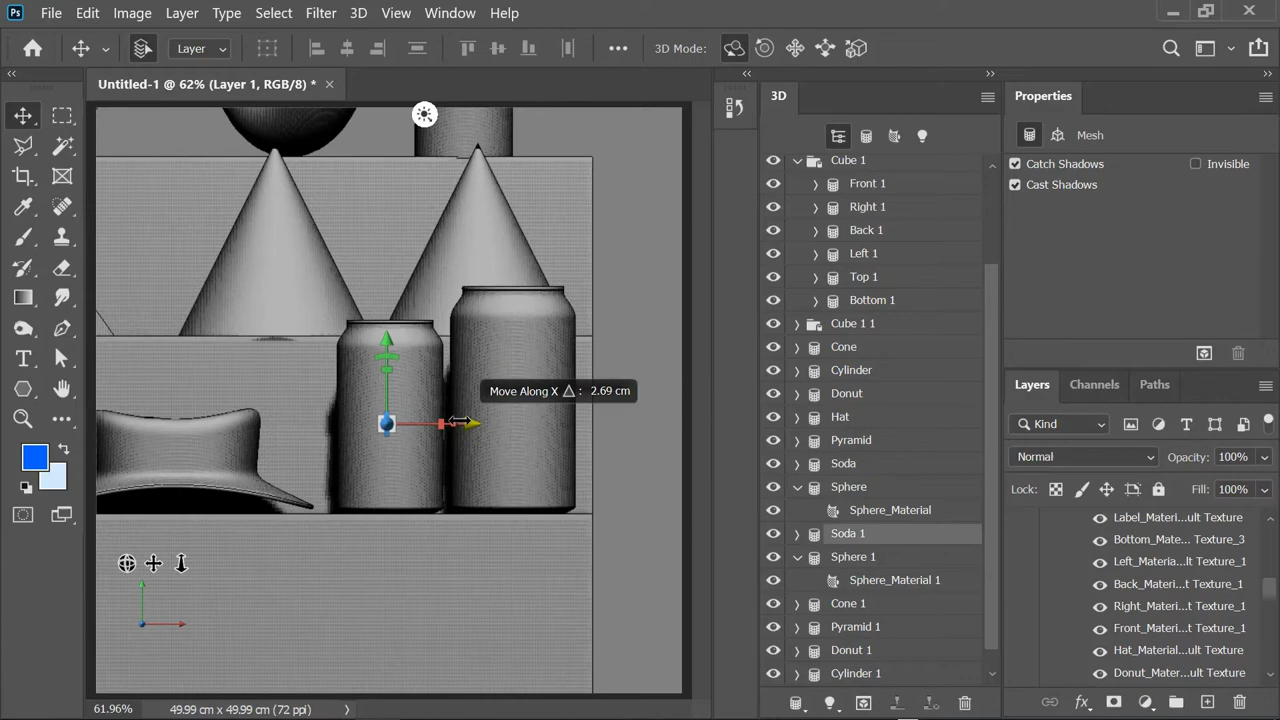 Ps File Edit Image Layer Type Select Filter 3D View Window Help
Layer 3D Mode:
Untitled-1 @ 62% (Layer 1, RGB/8) *
3D
Properties
Mesh
Catch Shadows Invisible
Cast Shadows
Cube 1
Front 1
Right 1
Back 1
Left 1
Top 1
Bottom 1
Cube 1 1
Cone
Cylinder
Donut
Hat
Pyramid
Soda
Sphere
Sphere_Material
Soda 1
Sphere 1
Sphere_Material 1
Cone 1
Pyramid 1
Donut 1
Cylinder 1
Move Along X △ : 2.69 cm
Layers Channels Paths
Kind
Normal Opacity: 100%
Lock: Fill: 100%
Label_Materi...ult Texture
Bottom_Mate... Texture_3
Left_Materia...lt Texture_1
Back_Materi...t Texture_1
Right_Materi...t Texture_1
Front_Materi...t Texture_1
Hat_Material...ult Texture
Donut_Mater...ult Texture
fx
61.96% 49.99 cm x 49.99 cm (72 ppi)